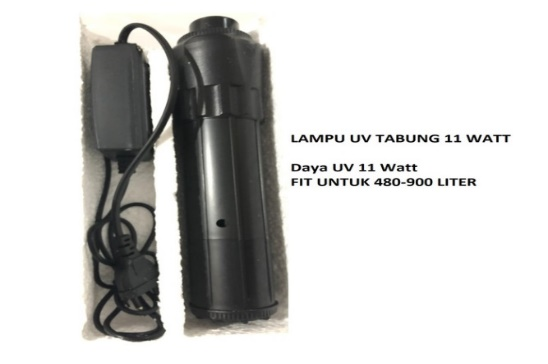 LAMPU UV TABUNG 11 WATT
Daya UV 11 Watt
FIT UNTUK 480-900 LITER